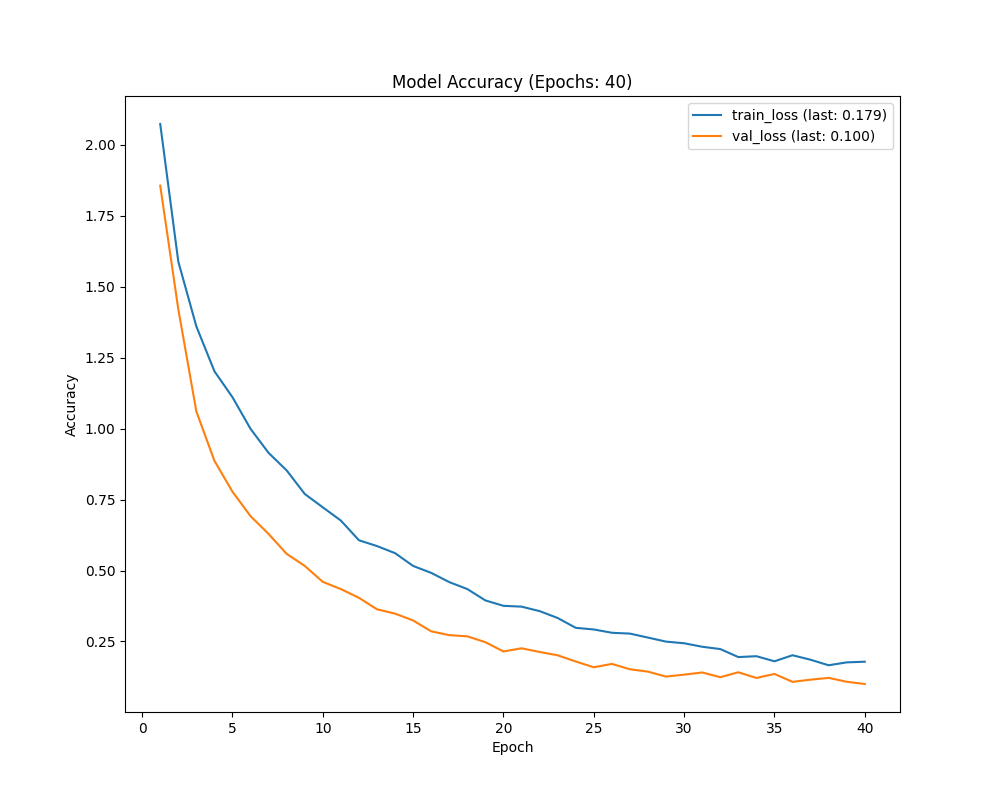 Model Accuracy (Epochs: 40)
train_loss (last: 0.179)
val_loss (last: 0.100)
2.00
1.75
1.50
1.25
1.00
0.75
0.50
0.25
Accuracy
0 5 10 15 20 25 30 35 40
Epoch